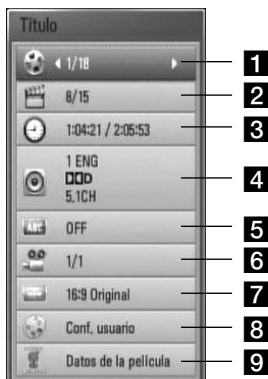 Título
1/18 1
8/15 2
1:04:21 / 2:05:53 3
1 ENG
D
5.1CH 4
ABC OFF 5
1/1 6
16:9 Original 7
Conf. usuario 8
Datos de la película 9